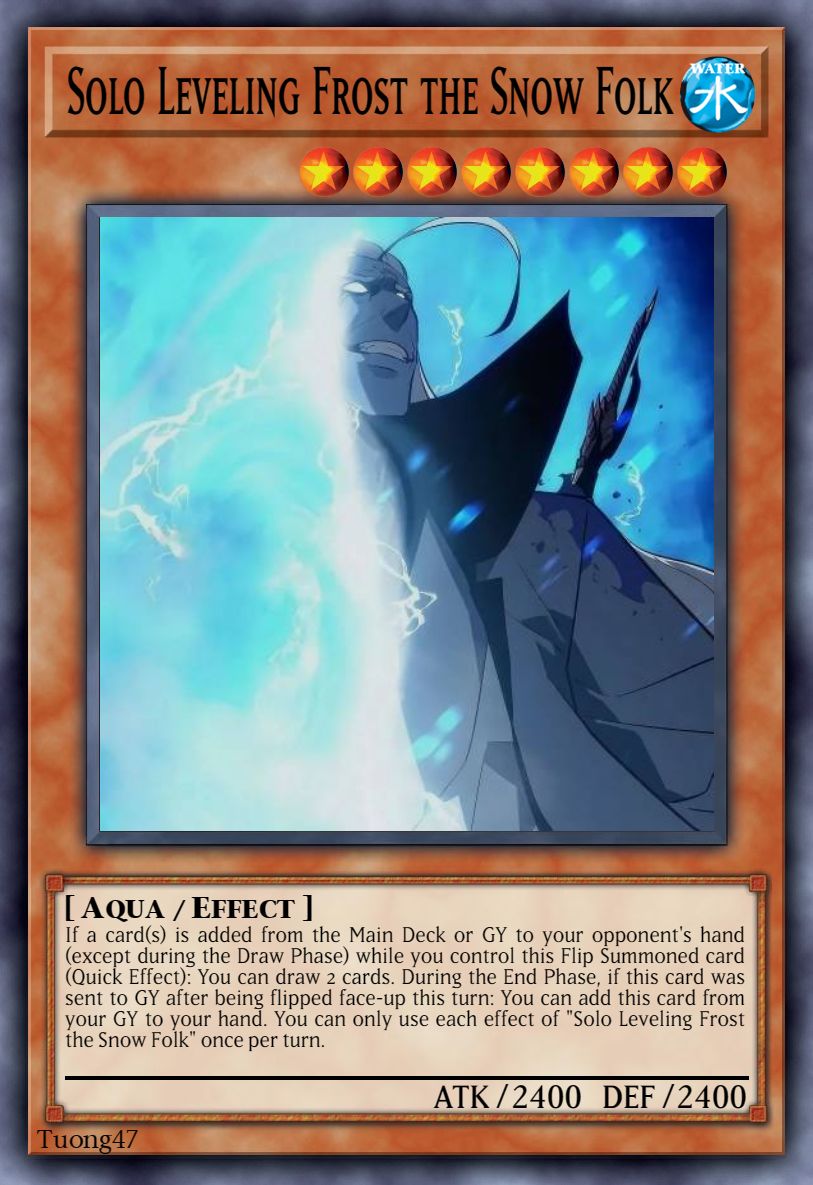 Solo Leveling Frost the Snow Folk
WATER
水
[ Aqua / Effect ]
If a card(s) is added from the Main Deck or GY to your opponent's hand
(except during the Draw Phase) while you control this Flip Summoned card
(Quick Effect): You can draw 2 cards. During the End Phase, if this card was
sent to GY after being flipped face-up this turn: You can add this card from
your GY to your hand. You can only use each effect of "Solo Leveling Frost
the Snow Folk" once per turn.
ATK / 2400 DEF / 2400
Tuong47